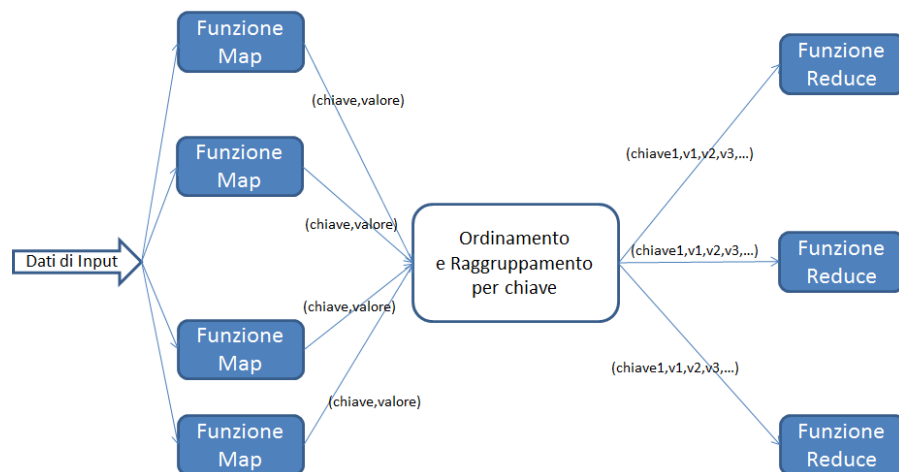 Funzione
Map
Funzione
Reduce
(chiave,valore)
Funzione
Map
(chiave1,v1,v2,v3,...)
(chiave,valore)
Dati di Input
Ordinamento
e Raggruppamento
per chiave
(chiave1,v1,v2,v3,...)
Funzione
Reduce
(chiave,valore)
Funzione
Map
(chiave1,v1,v2,v3,...)
(chiave,valore)
Funzione
Map
Funzione
Reduce